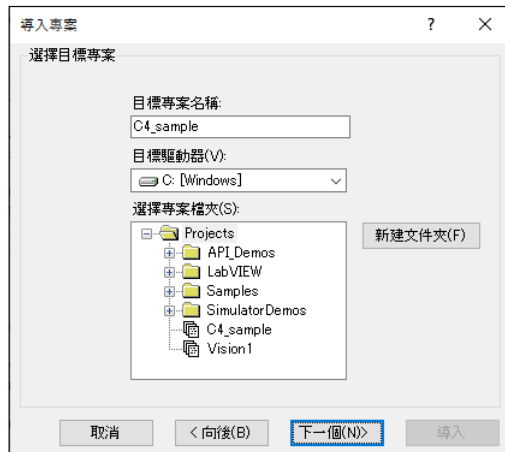 導入專案
選擇目標專案
目標專案名稱:
C4_sample
目標驅動器(V):
C: [Windows]
選擇專案檔夾(S):
Projects
API_Demos
LabVIEW
Samples
SimulatorDemos
C4_sample
Vision1
新建文件夾(F)
取消
< 向後(B)
下一個(N)>
導入